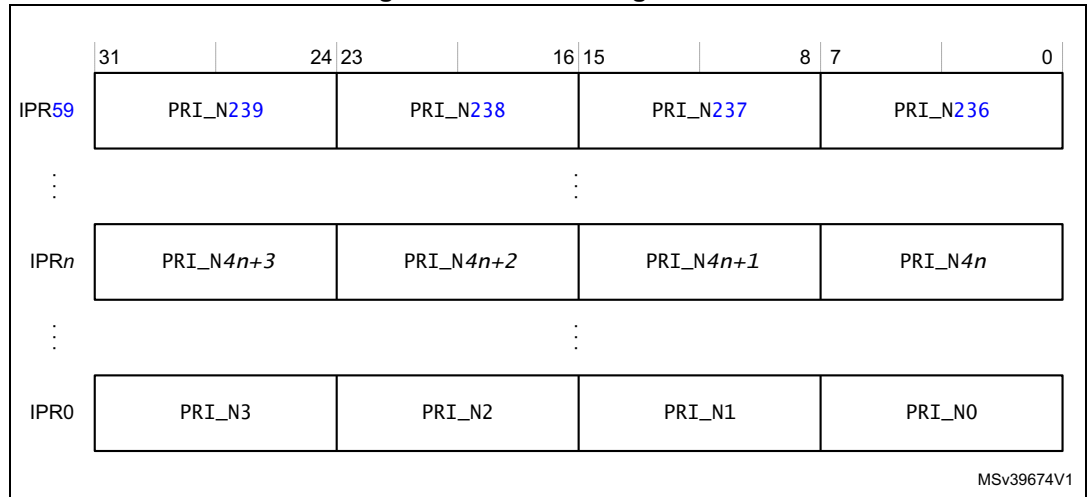 31 24 23 16 15 8 7 0
IPR59 PRI_N239 PRI_N238 PRI_N237 PRI_N236
IPRn PRI_N4n+3 PRI_N4n+2 PRI_N4n+1 PRI_N4n
IPR0 PRI_N3 PRI_N2 PRI_N1 PRI_N0
MSv39674V1